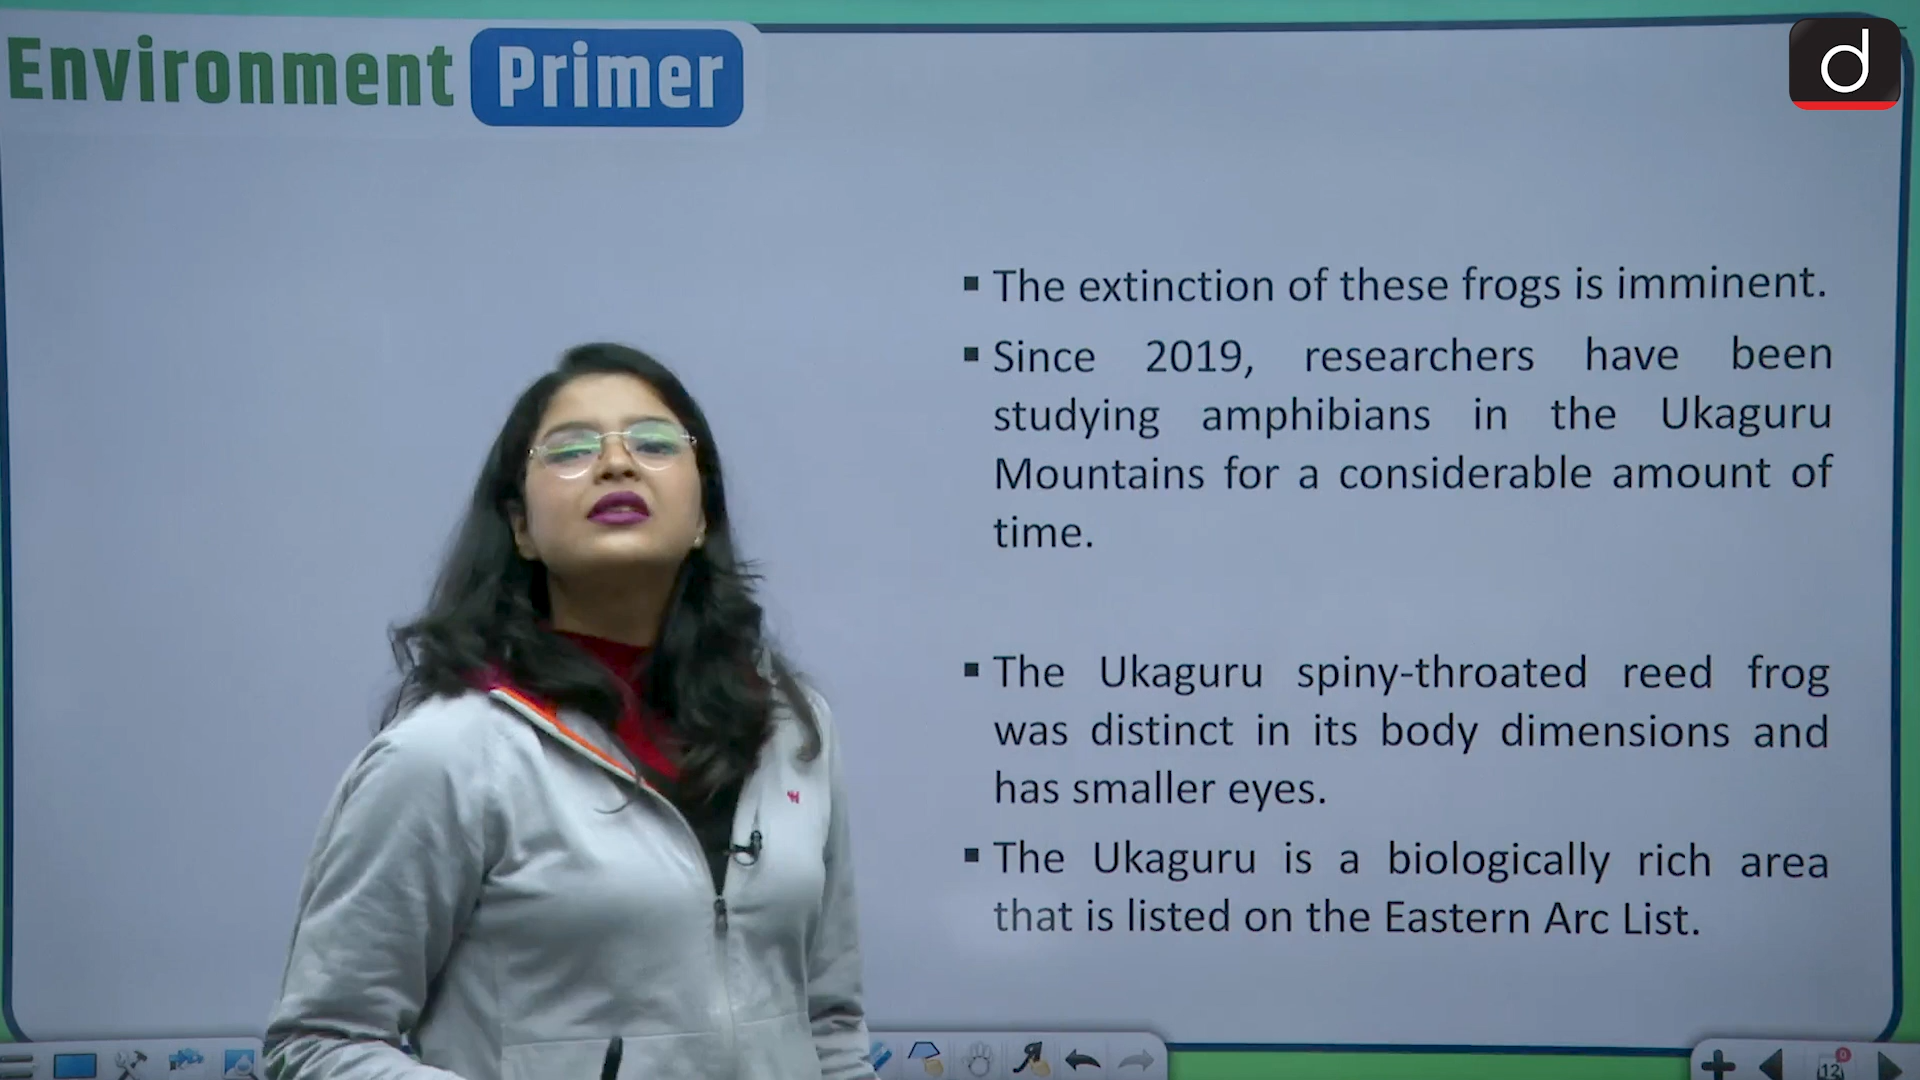 Environment Primer
d
▪ The extinction of these frogs is imminent.
▪ Since 2019, researchers have been
studying amphibians in the Ukaguru
Mountains for a considerable amount of
time.
▪ The Ukaguru spiny-throated reed frog
was distinct in its body dimensions and
has smaller eyes.
▪ The Ukaguru is a biologically rich area
that is listed on the Eastern Arc List.
12